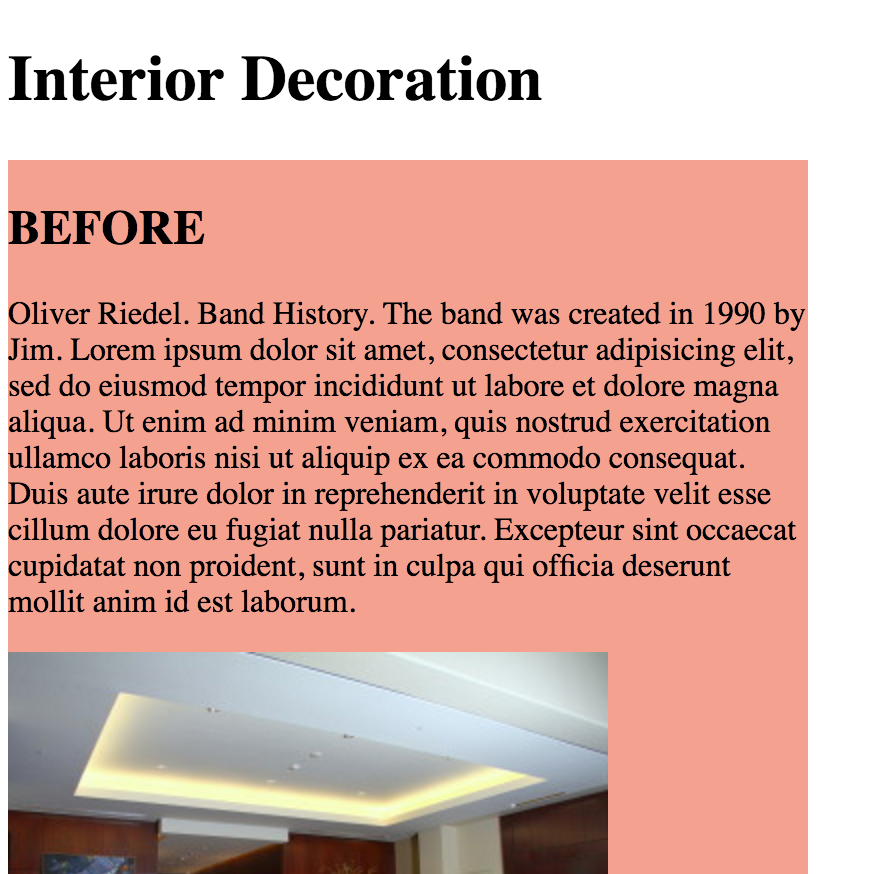 Interior Decoration
BEFORE
Oliver Riedel. Band History. The band was created in 1990 by
Jim. Lorem ipsum dolor sit amet, consectetur adipisicing elit,
sed do eiusmod tempor incididunt ut labore et dolore magna
aliqua. Ut enim ad minim veniam, quis nostrud exercitation
ullamco laboris nisi ut aliquip ex ea commodo consequat.
Duis aute irure dolor in reprehenderit in voluptate velit esse
cillum dolore eu fugiat nulla pariatur. Excepteur sint occaecat
cupidatat non proident, sunt in culpa qui officia deserunt
mollit anim id est laborum.